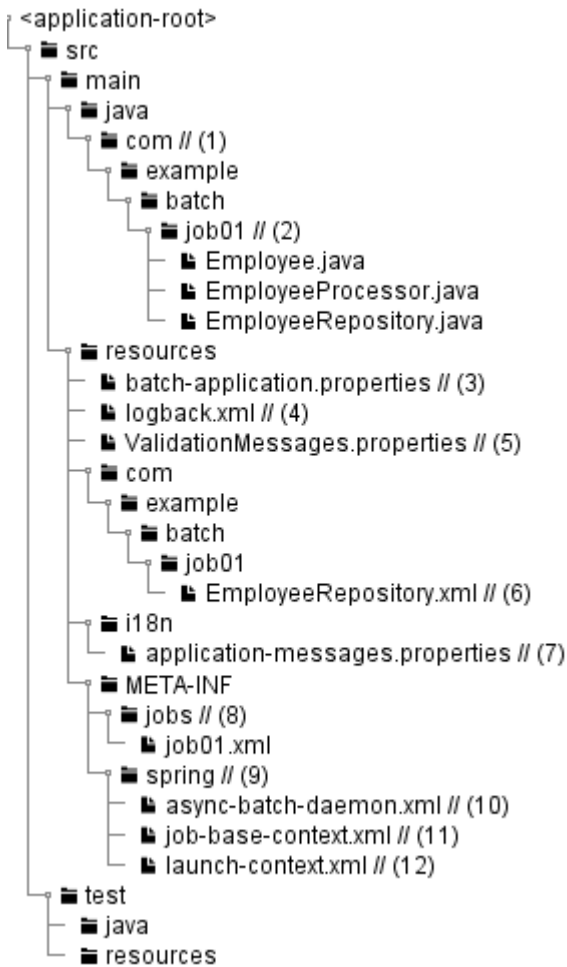 <application-root>
src
main
java
com // (1)
example
batch
job01 // (2)
Employee.java
EmployeeProcessor.java
EmployeeRepository.java
resources
batch-application.properties // (3)
logback.xml // (4)
ValidationMessages.properties // (5)
com
example
batch
job01
EmployeeRepository.xml // (6)
i18n
application-messages.properties // (7)
META-INF
jobs // (8)
job01.xml
spring // (9)
async-batch-daemon.xml // (10)
job-base-context.xml // (11)
launch-context.xml // (12)
test
java
resources